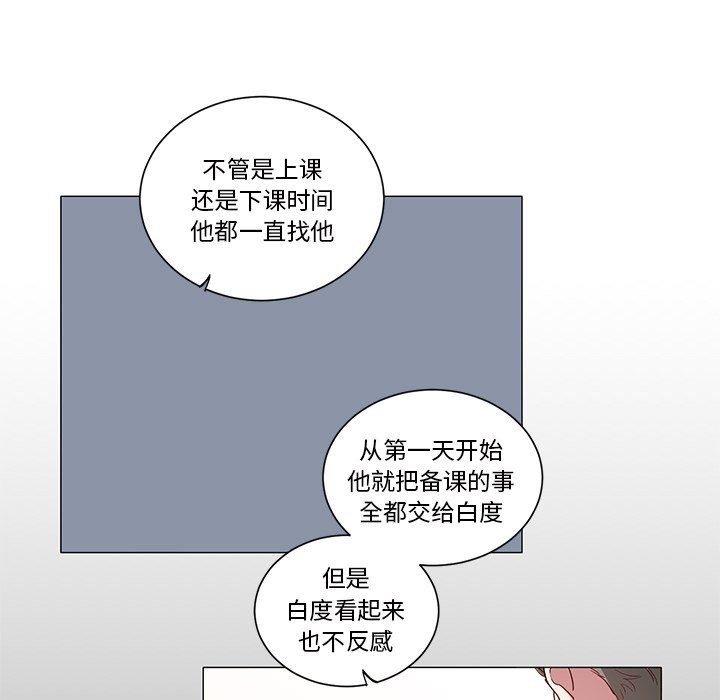 不管是上课
还是下课时间
他都一直找他
从第一天开始
他就把备课的事
全都交给白度
但是
白度看起来
也不反感